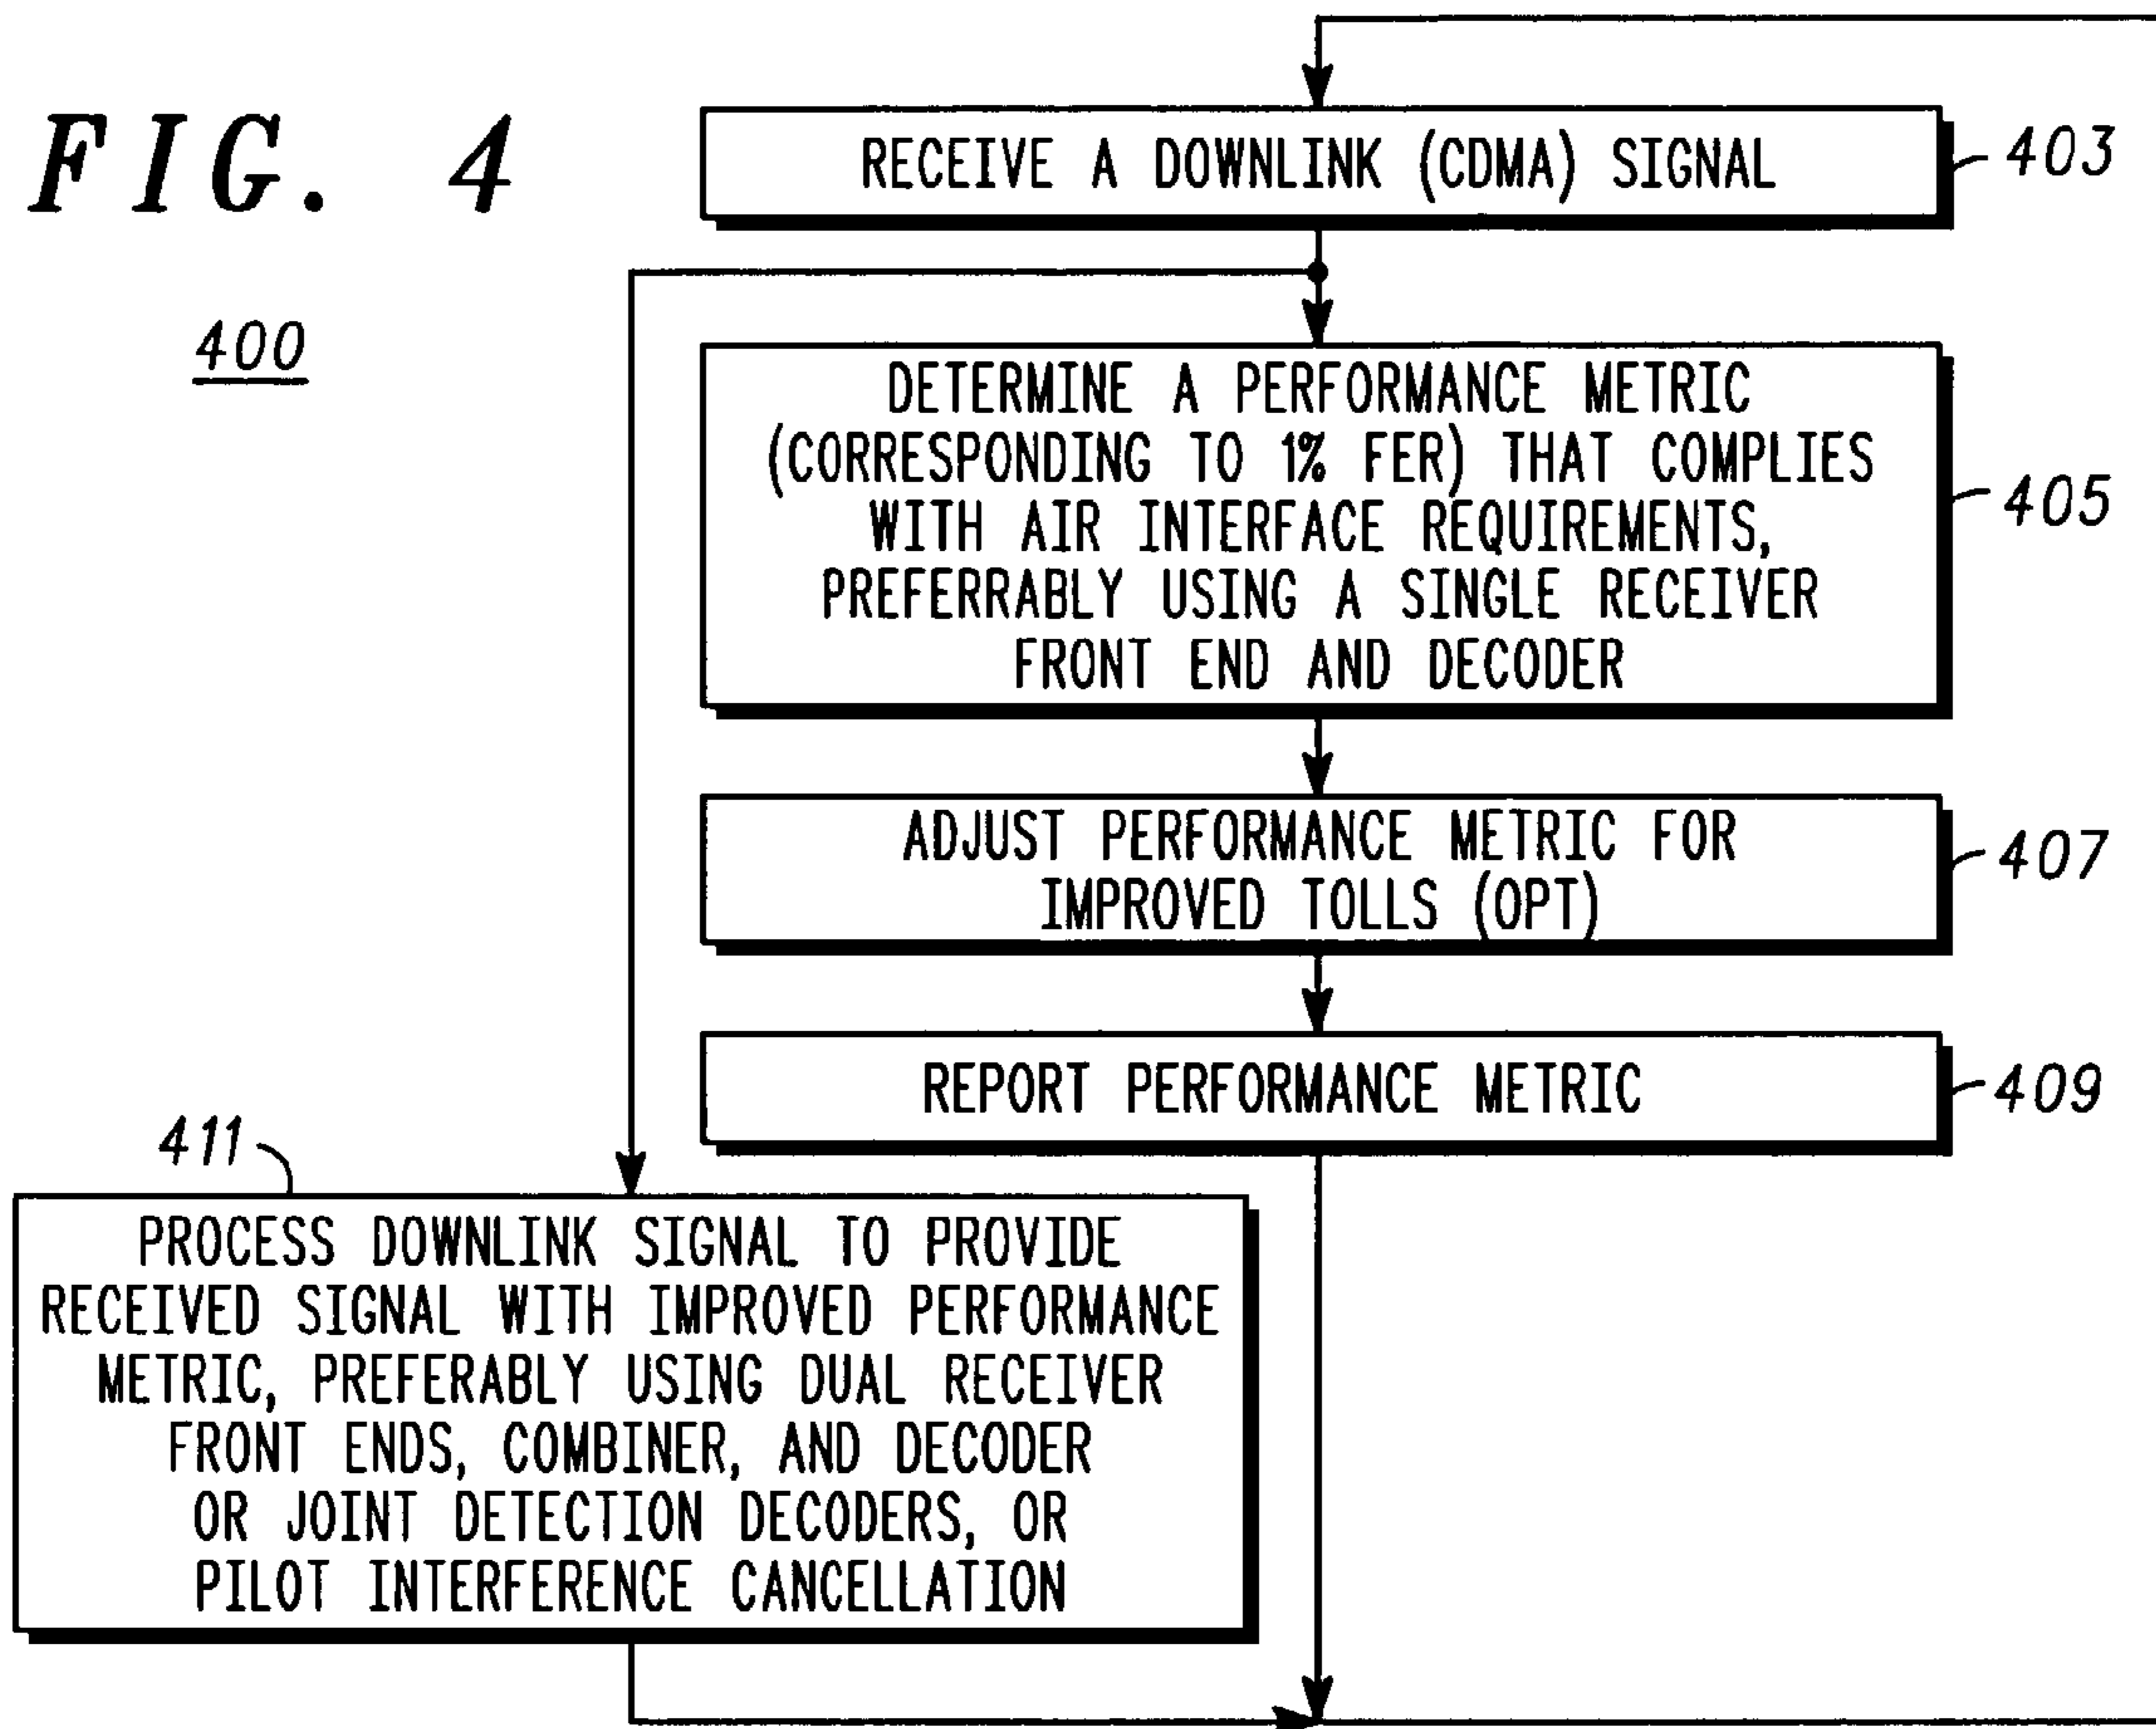 FIG. 4
400
RECEIVE A DOWNLINK (CDMA) SIGNAL
403
DETERMINE A PERFORMANCE METRIC
(CORRESPONDING TO 1% FER) THAT COMPLIES
WITH AIR INTERFACE REQUIREMENTS,
PREFERRABLY USING A SINGLE RECEIVER
FRONT END AND DECODER
405
ADJUST PERFORMANCE METRIC FOR
IMPROVED TOLLS (OPT)
407
REPORT PERFORMANCE METRIC
409
411
PROCESS DOWNLINK SIGNAL TO PROVIDE
RECEIVED SIGNAL WITH IMPROVED PERFORMANCE
METRIC, PREFERABLY USING DUAL RECEIVER
FRONT ENDS, COMBINER, AND DECODER
OR JOINT DETECTION DECODERS, OR
PILOT INTERFERENCE CANCELLATION